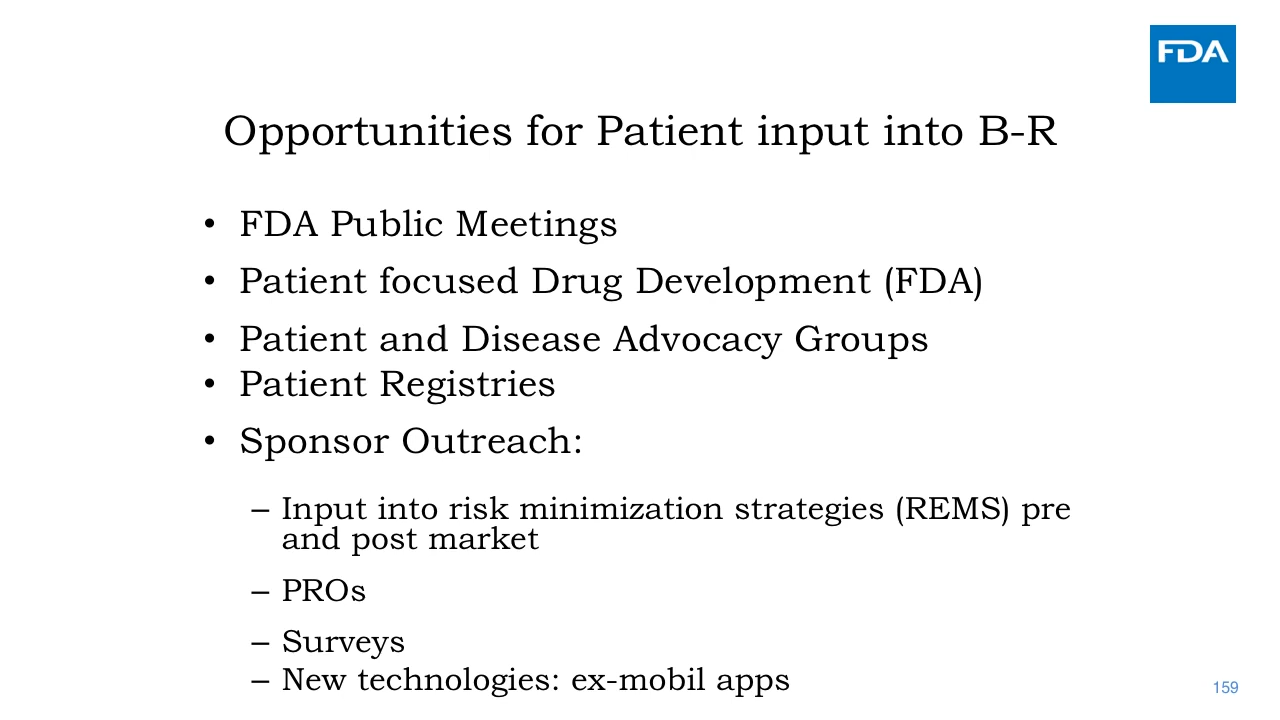 FDA
Opportunities for Patient input into B-R
• FDA Public Meetings
• Patient focused Drug Development (FDA)
• Patient and Disease Advocacy Groups
• Patient Registries
• Sponsor Outreach:
– Input into risk minimization strategies (REMS) pre
and post market
– PROs
– Surveys
– New technologies: ex-mobil apps
159